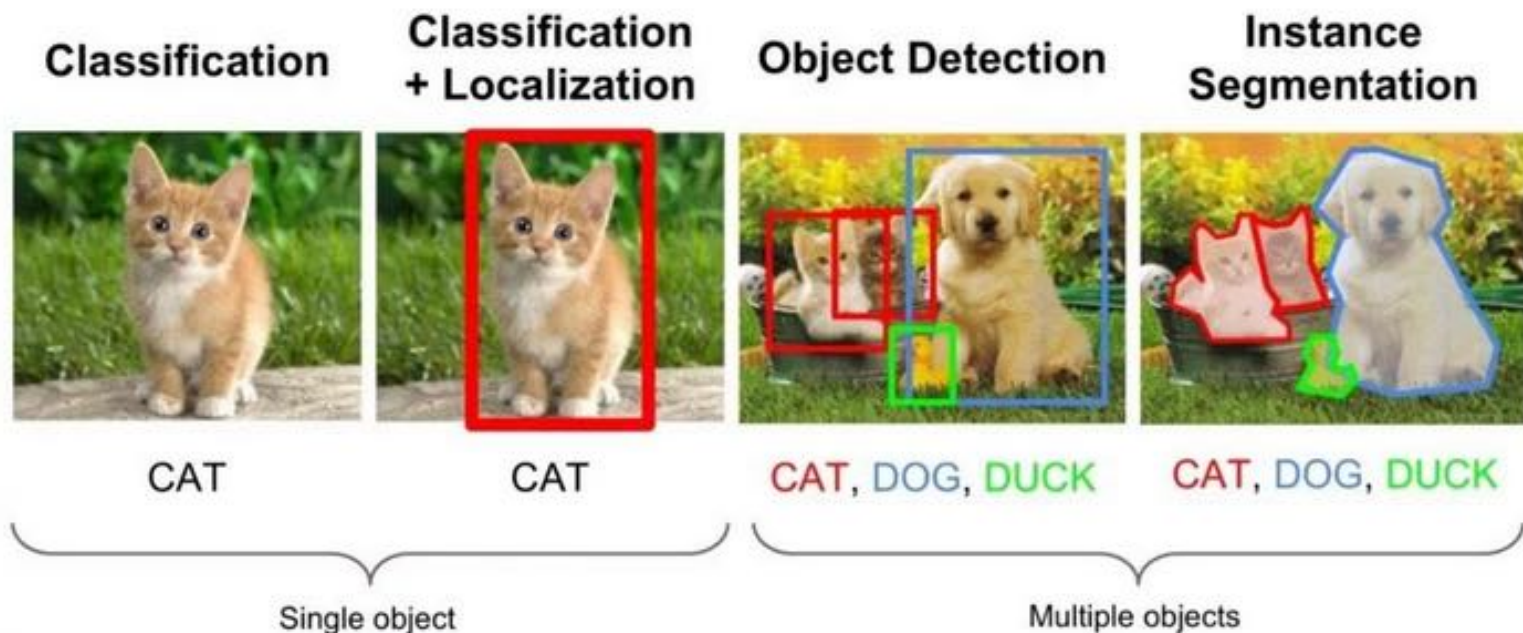 Classification
Classification
+ Localization
Object Detection
Instance
Segmentation
CAT
CAT
CAT, DOG, DUCK
CAT, DOG, DUCK
Single object
Multiple objects